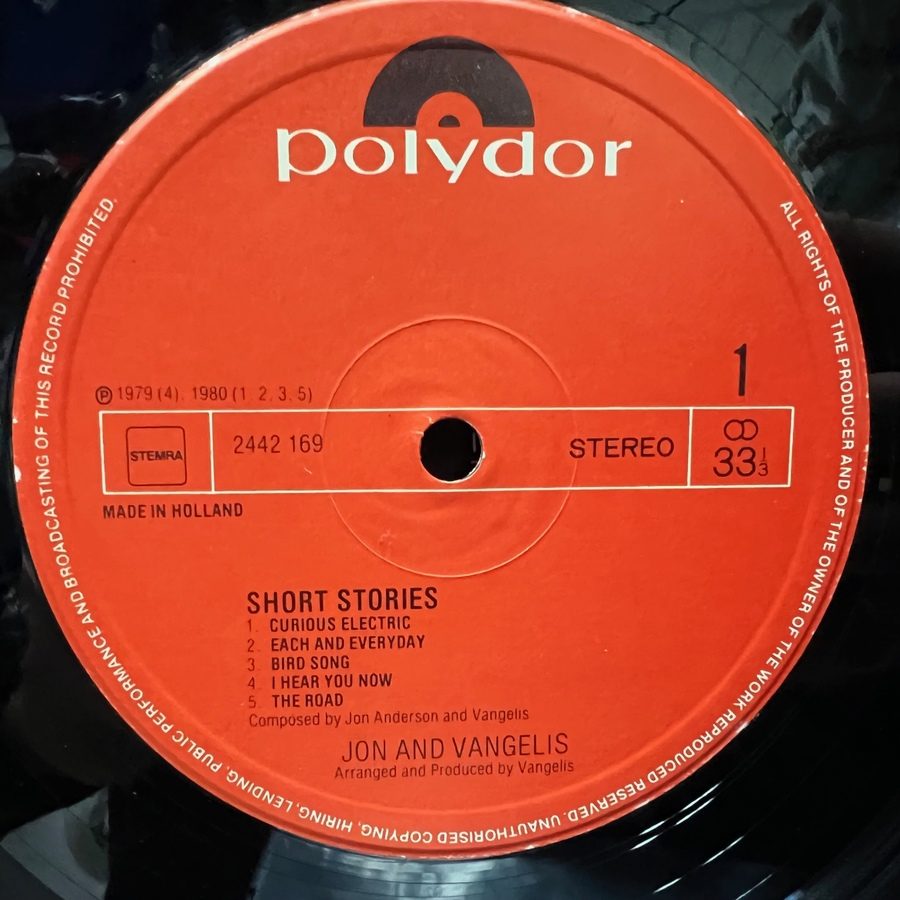 polydor
ALL RIGHTS OF THE PRODUCER AND OF THE OWNER OF THE WORK REPRODUCED RESERVED. UNAUTHORISED COPYING, HIRING, LENDING, PUBLIC PERFORMANCE AND BROADCASTING OF THIS RECORD PROHIBITED.
1
Ⓟ 1979 (4). 1980 (1. 2. 3. 5)
STEMRA
2442 169
STEREO
33⅓
MADE IN HOLLAND
SHORT STORIES
1. CURIOUS ELECTRIC
2. EACH AND EVERYDAY
3. BIRD SONG
4. I HEAR YOU NOW
5. THE ROAD
Composed by Jon Anderson and Vangelis
JON AND VANGELIS
Arranged and Produced by Vangelis